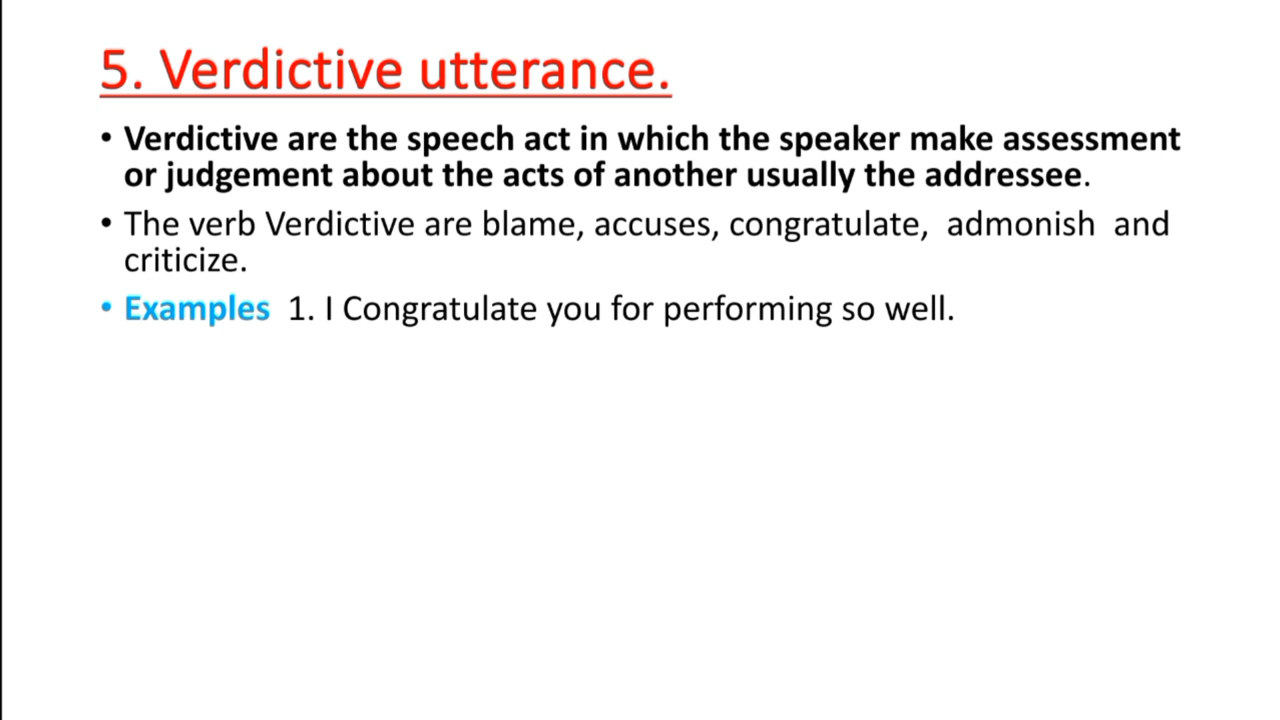 5. Verdictive utterance.
• Verdictive are the speech act in which the speaker make assessment
or judgement about the acts of another usually the addressee.
• The verb Verdictive are blame, accuses, congratulate, admonish and
criticize.
• Examples 1. I Congratulate you for performing so well.